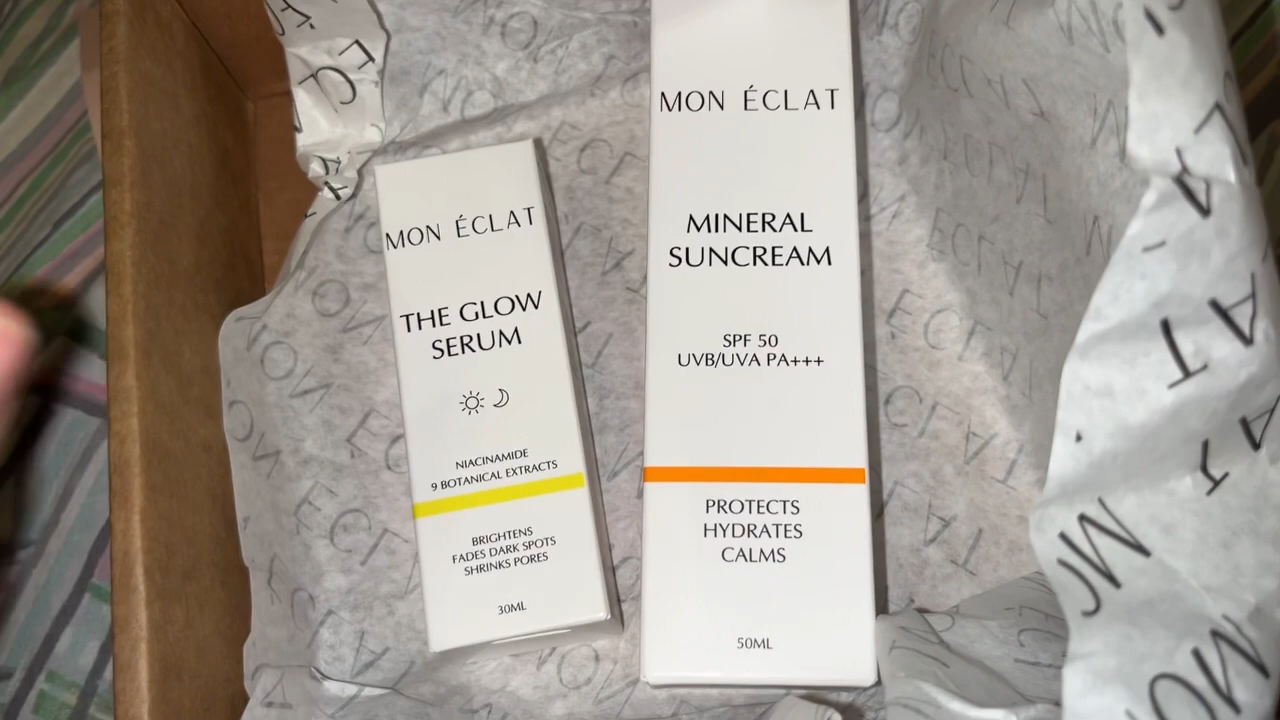 MON ÉCLAT
THE GLOW
SERUM
NIACINAMIDE
9 BOTANICAL EXTRACTS
BRIGHTENS
FADES DARK SPOTS
SHRINKS PORES
30ML
MON ÉCLAT
MINERAL
SUNCREAM
SPF 50
UVB/UVA PA+++
PROTECTS
HYDRATES
CALMS
50ML